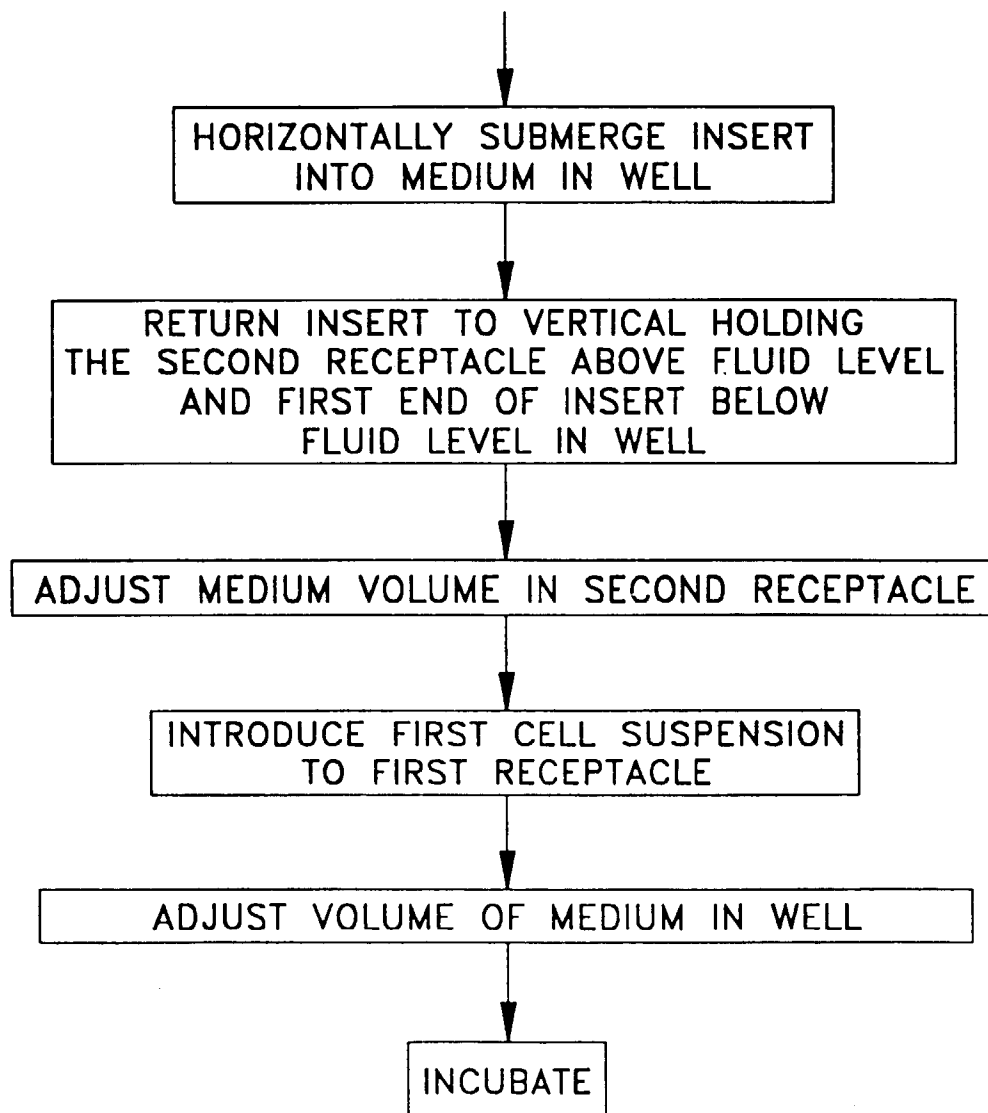 HORIZONTALLY SUBMERGE INSERT
INTO MEDIUM IN WELL
RETURN INSERT TO VERTICAL HOLDING
THE SECOND RECEPTACLE ABOVE FLUID LEVEL
AND FIRST END OF INSERT BELOW
FLUID LEVEL IN WELL
ADJUST MEDIUM VOLUME IN SECOND RECEPTACLE
INTRODUCE FIRST CELL SUSPENSION
TO FIRST RECEPTACLE
ADJUST VOLUME OF MEDIUM IN WELL
INCUBATE